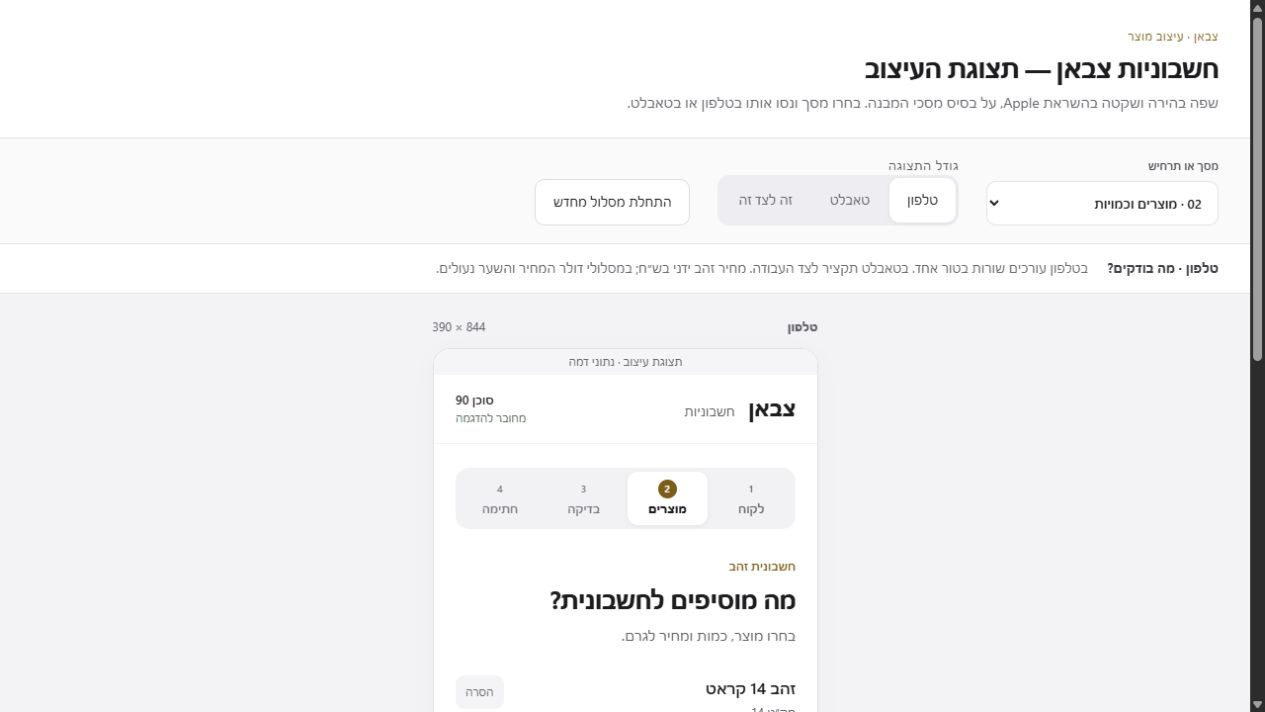 צבאן · עיצוב מוצר
חשבוניות צבאן — תצוגת העיצוב
שפה בהירה ושקטה בהשראת Apple, על בסיס מסכי המבנה. בחרו מסך ונסו אותו בטלפון או בטאבלט.
מסך או תרחיש
גודל התצוגה
02 · מוצרים וכמויות
טלפון
טאבלט
זה לצד זה
התחלת מסלול מחדש
טלפון · מה בודקים?
בטלפון עורכים שורות בטור אחד. בטאבלט תקציר לצד העבודה. מחיר זהב ידני בש״ח; במסלולי דולר המחיר והשער נעולים.
טלפון
390 × 844
תצוגת עיצוב · נתוני דמה
צבאן
חשבוניות
סוכן 90
מחובר להדגמה
1
לקוח
2
מוצרים
3
בדיקה
4
חתימה
חשבונית זהב
מה מוסיפים לחשבונית?
בחרו מוצר, כמות ומחיר לגרם.
זהב 14 קראט
הסרה